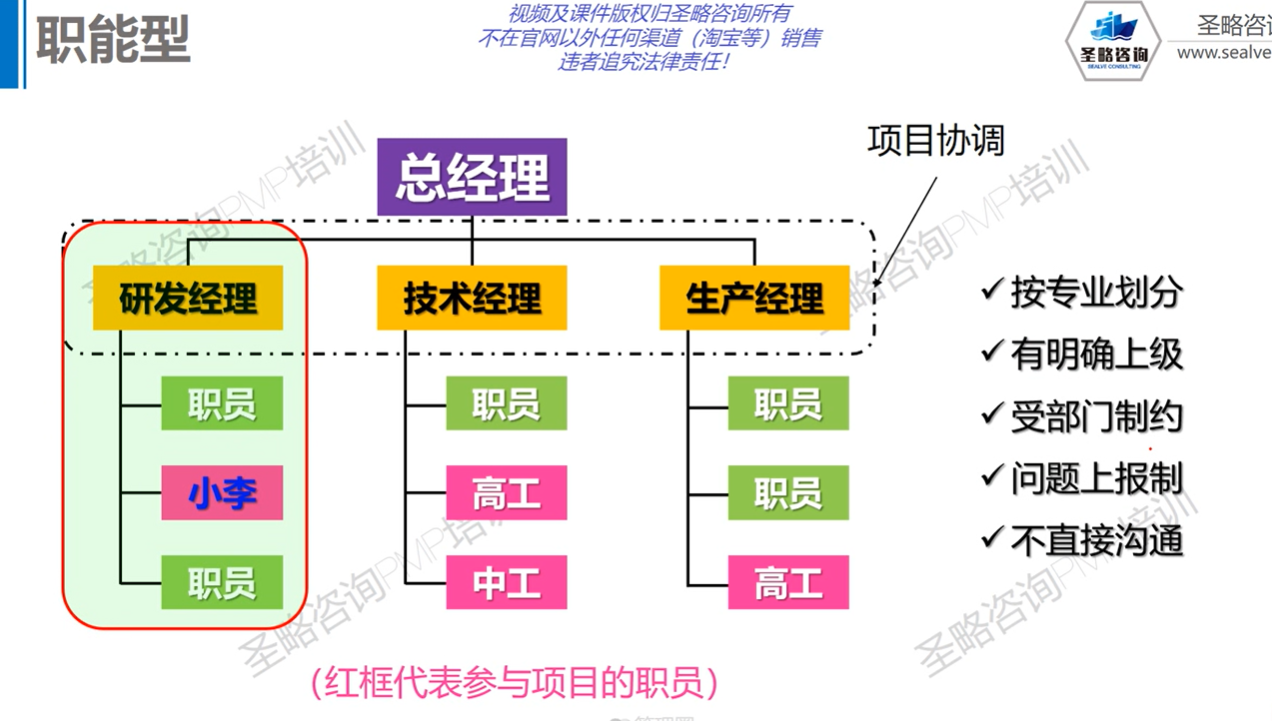 职能型
视频及课件版权归圣略咨询所有
不在官网以外任何渠道（淘宝等）销售
违者追究法律责任！
圣略咨询
SEALVE CONSULTING
圣略咨
www.sealve
项目协调
总经理
研发经理
技术经理
生产经理
职员
职员
职员
小李
高工
职员
职员
中工
高工
✓按专业划分
✓有明确上级
✓受部门制约
✓问题上报制
✓不直接沟通
（红框代表参与项目的职员）
圣略咨询PMP培训
圣略咨询PMP培训
圣略咨询PMP培训
圣略咨询PMP培训